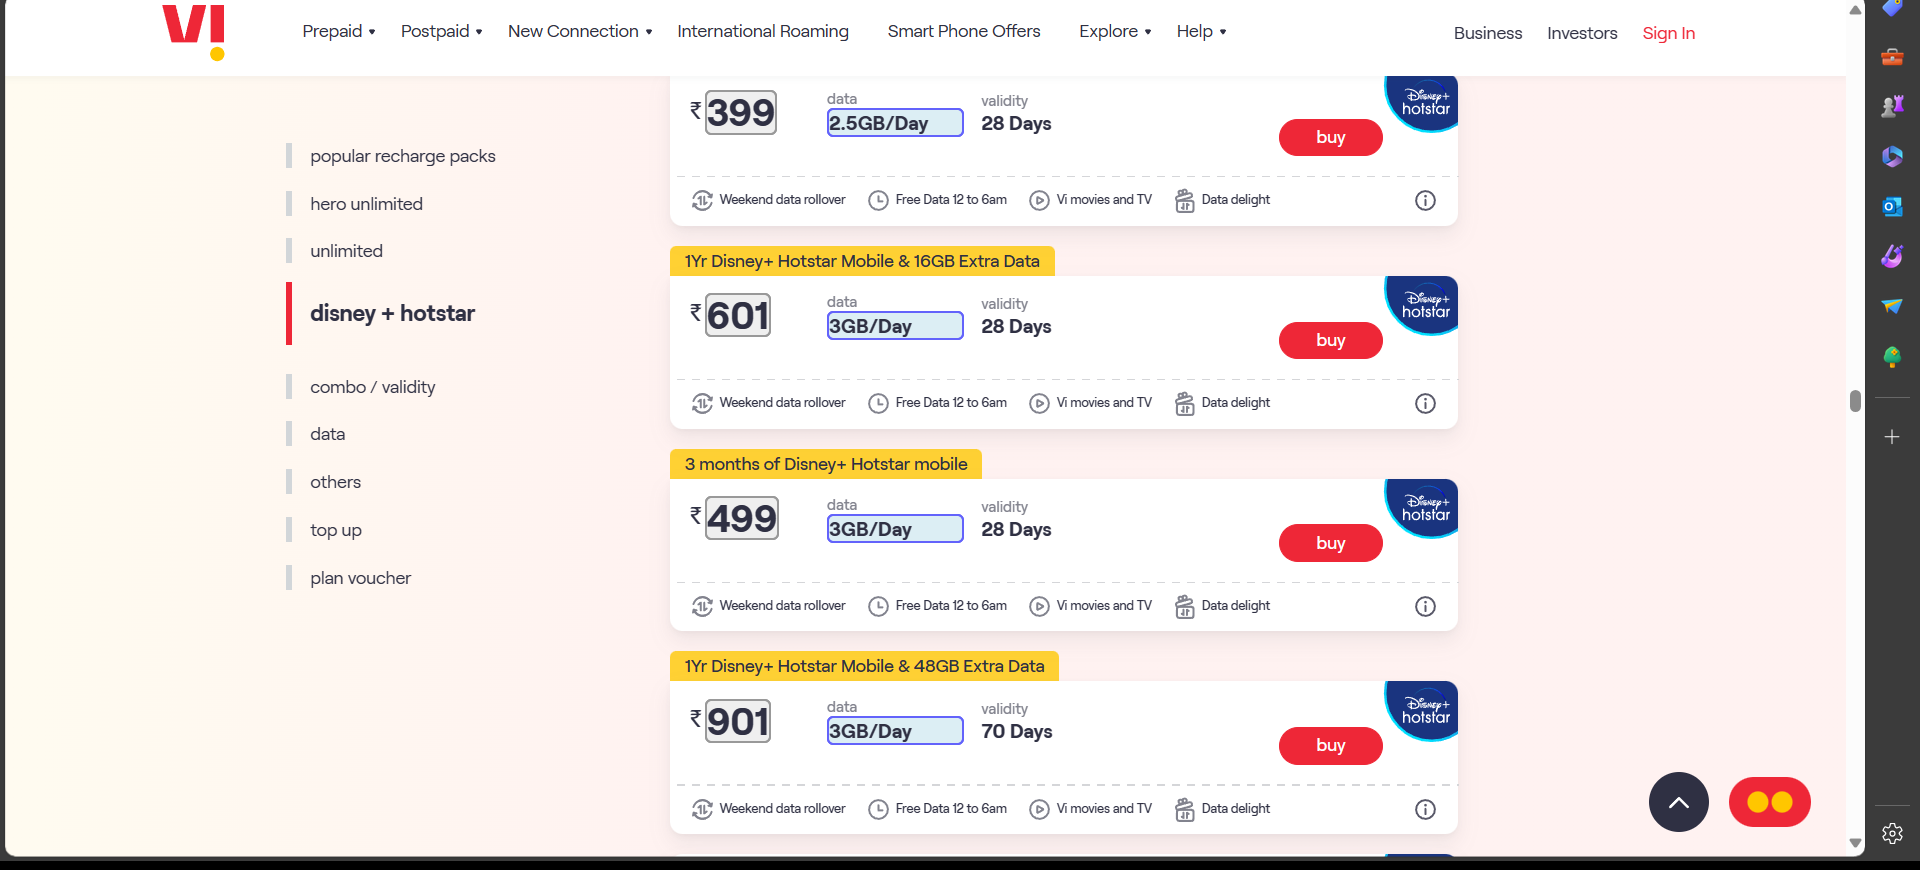 VI
Prepaid
Postpaid
New Connection
International Roaming
Smart Phone Offers
Explore
Help
Business
Investors
Sign In
popular recharge packs
hero unlimited
unlimited
disney + hotstar
combo / validity
data
others
top up
plan voucher
₹ 399
data
2.5GB/Day
validity
28 Days
buy
Disney+
hotstar
Weekend data rollover
Free Data 12 to 6am
Vi movies and TV
Data delight
1Yr Disney+ Hotstar Mobile & 16GB Extra Data
₹ 601
data
3GB/Day
validity
28 Days
buy
Disney+
hotstar
Weekend data rollover
Free Data 12 to 6am
Vi movies and TV
Data delight
3 months of Disney+ Hotstar mobile
₹ 499
data
3GB/Day
validity
28 Days
buy
Disney+
hotstar
Weekend data rollover
Free Data 12 to 6am
Vi movies and TV
Data delight
1Yr Disney+ Hotstar Mobile & 48GB Extra Data
₹ 901
data
3GB/Day
validity
70 Days
buy
Disney+
hotstar
Weekend data rollover
Free Data 12 to 6am
Vi movies and TV
Data delight